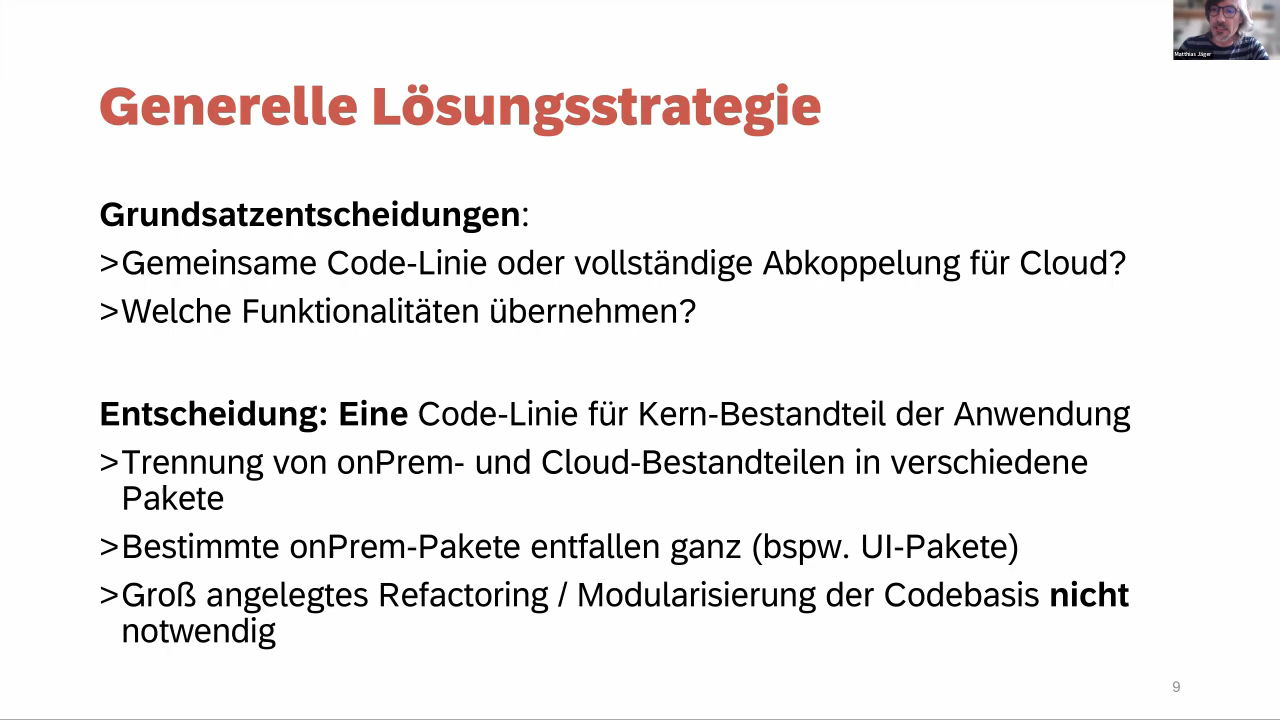 Matthias Jäger
Generelle Lösungsstrategie
Grundsatzentscheidungen:
>Gemeinsame Code-Linie oder vollständige Abkoppelung für Cloud?
>Welche Funktionalitäten übernehmen?
Entscheidung: Eine Code-Linie für Kern-Bestandteil der Anwendung
>Trennung von onPrem- und Cloud-Bestandteilen in verschiedene
Pakete
>Bestimmte onPrem-Pakete entfallen ganz (bspw. UI-Pakete)
>Groß angelegtes Refactoring / Modularisierung der Codebasis nicht
notwendig
9